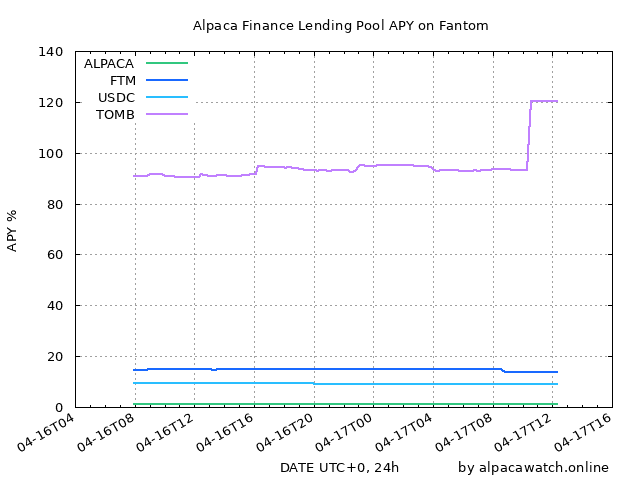 Alpaca Finance Lending Pool APY on Fantom
140
120
100
80
60
40
20
0
APY %
ALPACA
FTM
USDC
TOMB
04-16T04
04-16T08
04-16T12
04-16T16
04-16T20
04-17T00
04-17T04
04-17T08
04-17T12
04-17T16
DATE UTC+0, 24h
by alpacawatch.online